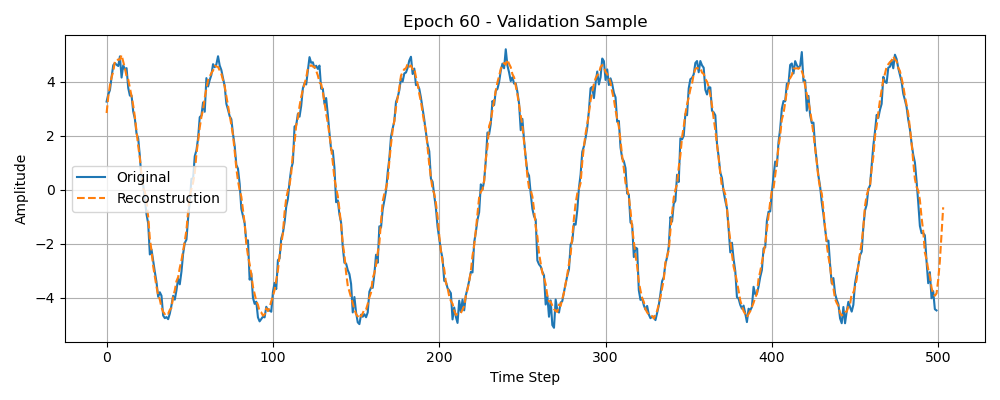 Epoch 60 - Validation Sample
Amplitude
4
2
0
−2
−4
Original
Reconstruction
0
100
200
300
400
500
Time Step